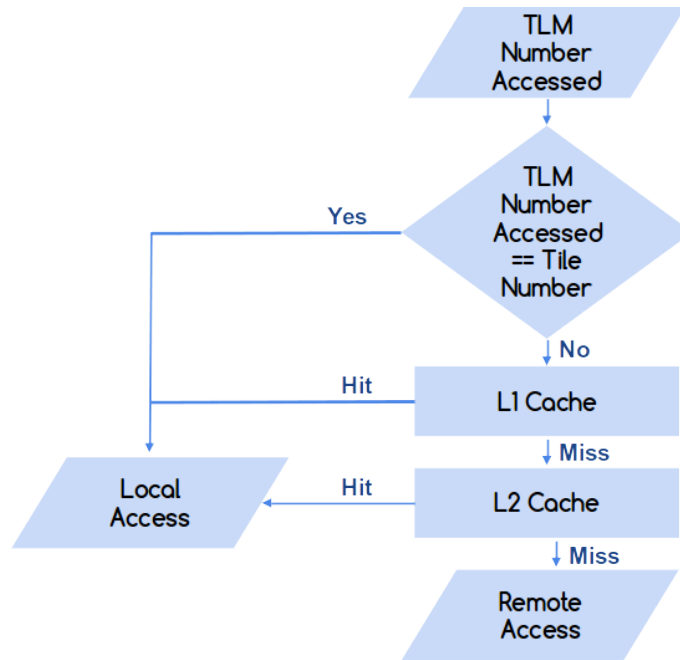 TLM
Number
Accessed
TLM
Number
Accessed
== Tile
Number
Yes
No
Hit
L1 Cache
Miss
Local
Access
Hit
L2 Cache
Miss
Remote
Access